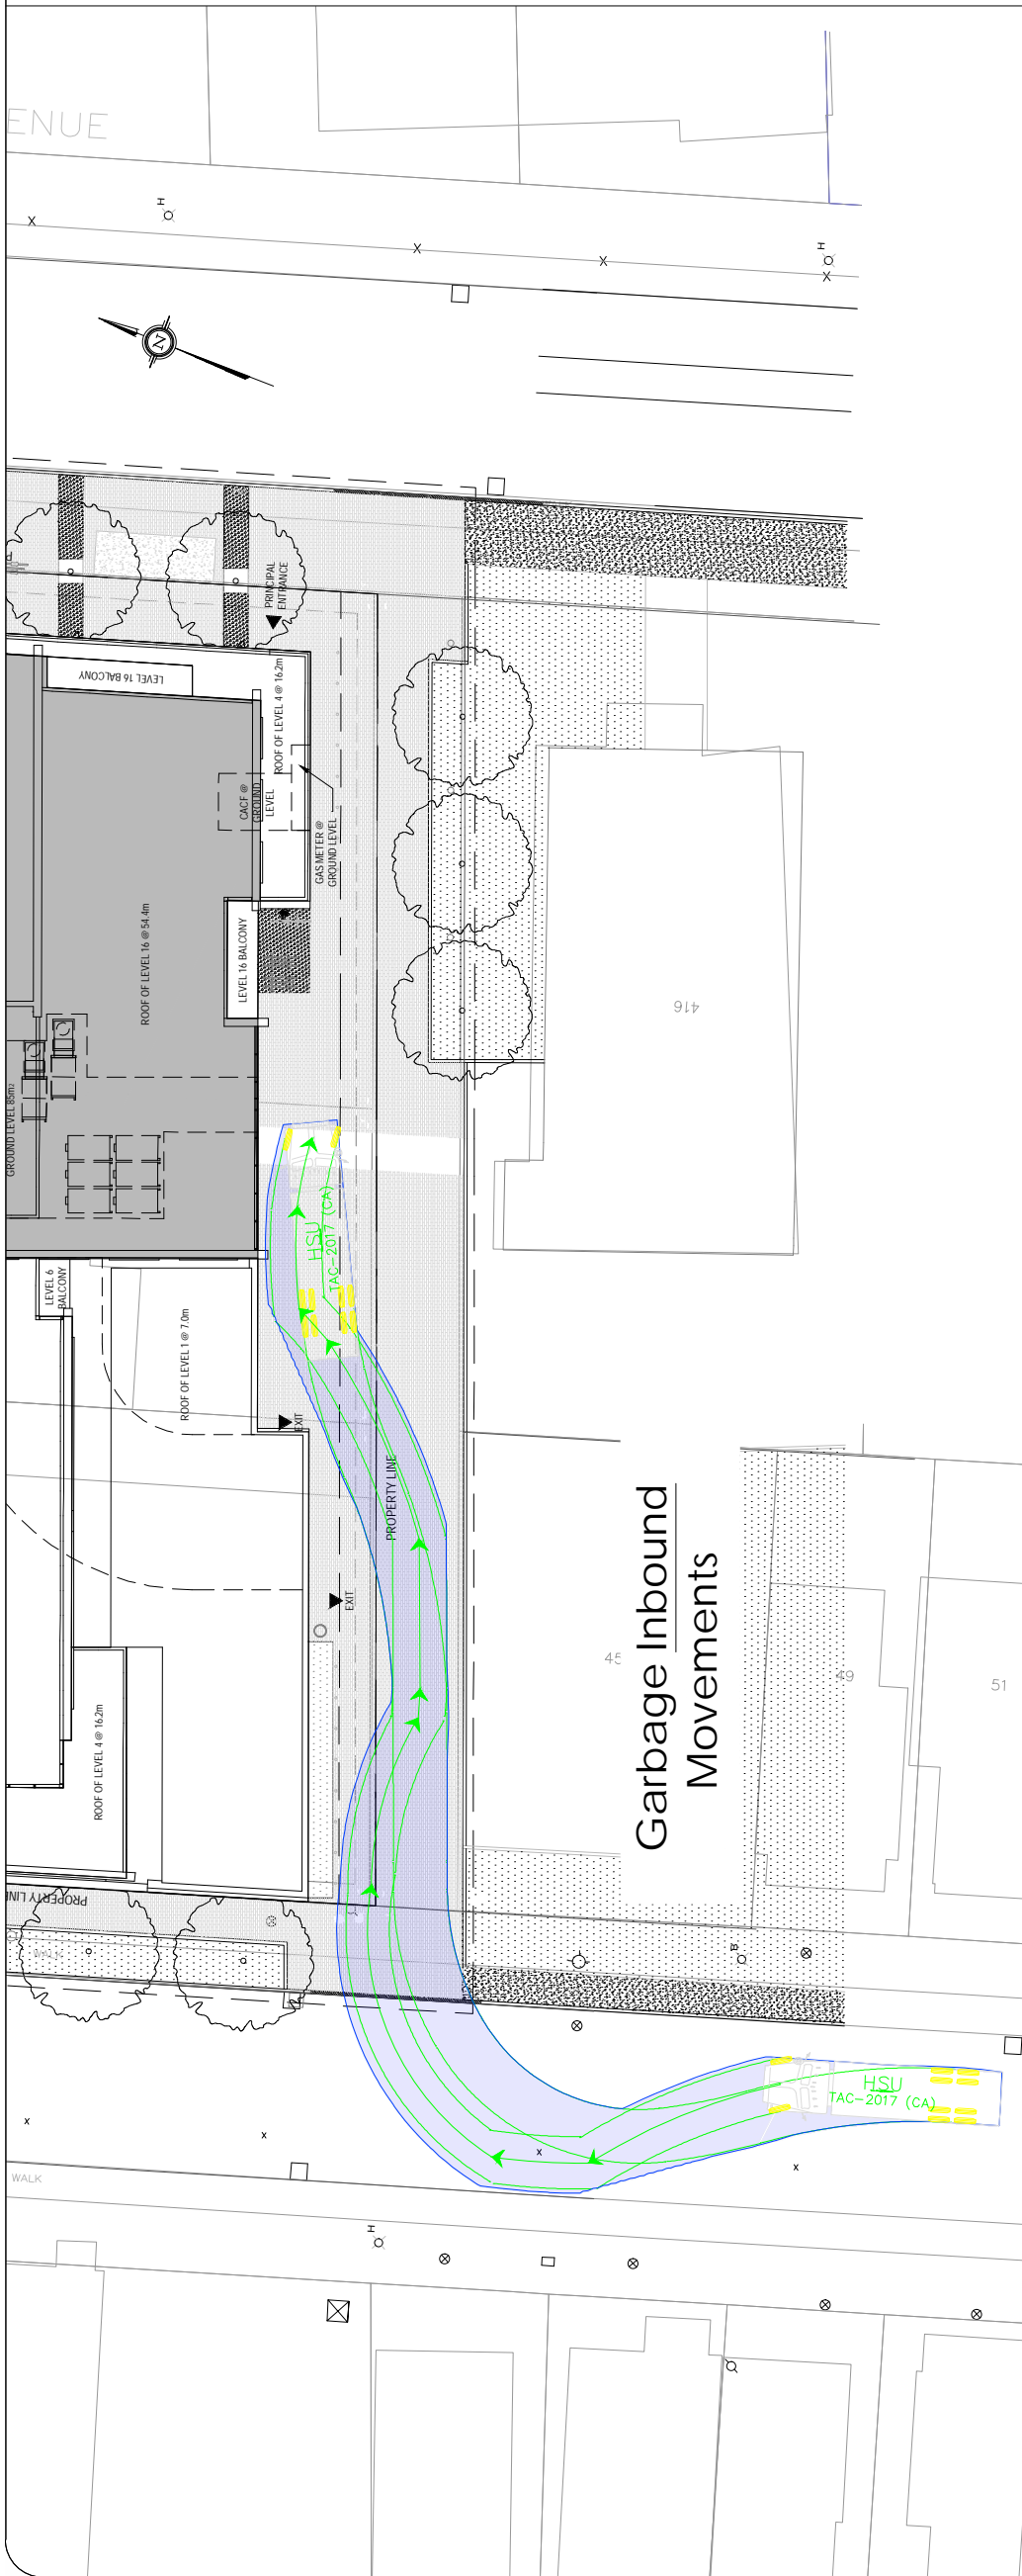 ENUE
H
X
X
X
H
X
N
PRINCIPAL
ENTRANCE
LEVEL 16 BALCONY
ROOF OF LEVEL 4 @ 16.2m
CACF @
GROUND
LEVEL
GAS METER @
GROUND LEVEL
ROOF OF LEVEL 16 @ 54.4m
LEVEL 16 BALCONY
416
GROUND LEVEL 85m2
HSU
TAC-2017 (CA)
LEVEL 6
BALCONY
ROOF OF LEVEL 1 @ 7.0m
EXIT
PROPERTY LINE
EXIT
Garbage Inbound
Movements
45
49
51
ROOF OF LEVEL 4 @ 16.2m
PROPERTY LINE
WALK
B
HSU
TAC-2017 (CA)
x
x
x
x
WALK
H